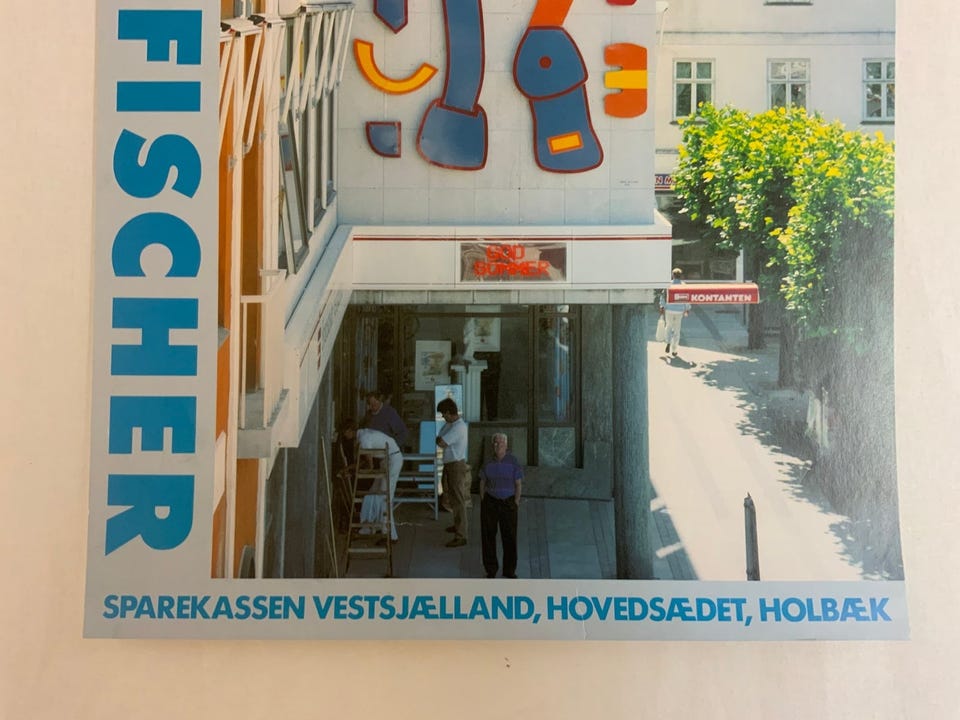 FISCHER
GOD
SOMMER
KONTANTEN
SPAREKASSEN VESTSJÆLLAND, HOVEDSÆDET, HOLBÆK